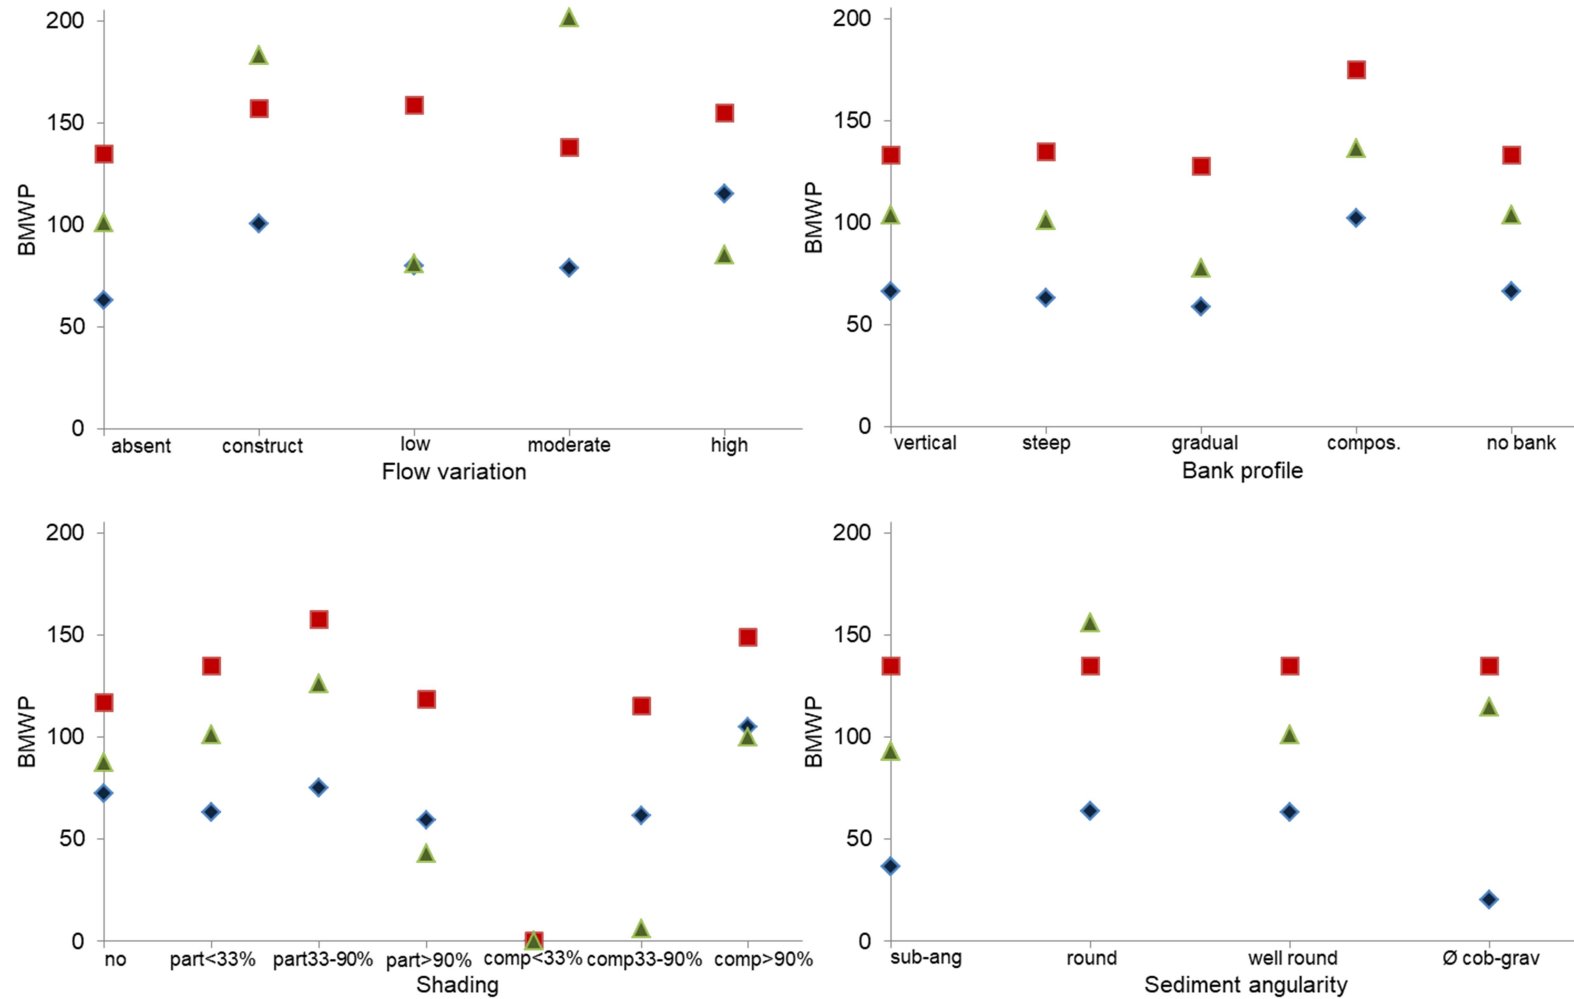 200
150
100
50
0
BMWP
absent construct low moderate high
Flow variation
200
150
100
50
0
BMWP
vertical steep gradual compos. no bank
Bank profile
200
150
100
50
0
BMWP
no part<33% part33-90% part>90% comp<33% comp33-90% comp>90%
Shading
200
150
100
50
0
BMWP
sub-ang round well round Ø cob-grav
Sediment angularity